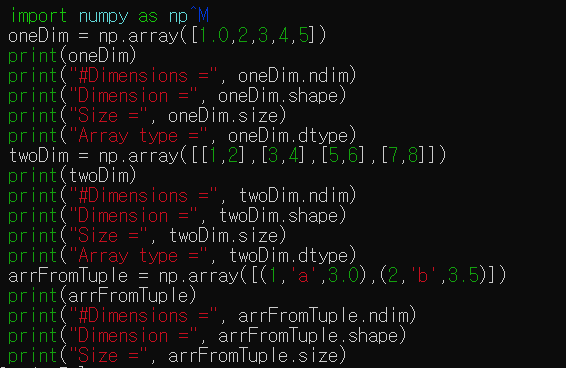 import numpy as np^M
oneDim = np.array([1.0,2,3,4,5])
print(oneDim)
print("#Dimensions =", oneDim.ndim)
print("Dimension =", oneDim.shape)
print("Size =", oneDim.size)
print("Array type =", oneDim.dtype)
twoDim = np.array([[1,2],[3,4],[5,6],[7,8]])
print(twoDim)
print("#Dimensions =", twoDim.ndim)
print("Dimension =", twoDim.shape)
print("Size =", twoDim.size)
print("Array type =", twoDim.dtype)
arrFromTuple = np.array([(1,'a',3.0),(2,'b',3.5)])
print(arrFromTuple)
print("#Dimensions =", arrFromTuple.ndim)
print("Dimension =", arrFromTuple.shape)
print("Size =", arrFromTuple.size)